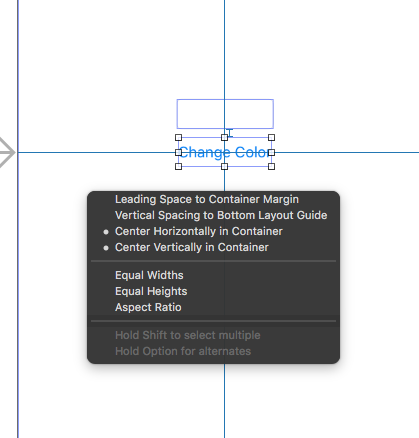 Change Color
Leading Space to Container Margin
Vertical Spacing to Bottom Layout Guide
Center Horizontally in Container
Center Vertically in Container
Equal Widths
Equal Heights
Aspect Ratio
Hold Shift to select multiple
Hold Option for alternates